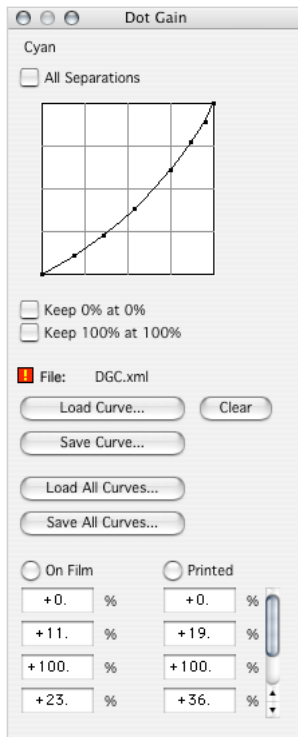 Dot Gain
Cyan
All Separations
Keep 0% at 0%
Keep 100% at 100%
! File: DGC.xml
Load Curve... Clear
Save Curve...
Load All Curves...
Save All Curves...
On Film Printed
+0. % +0. %
+11. % +19. %
+100. % +100. %
+23. % +36. %